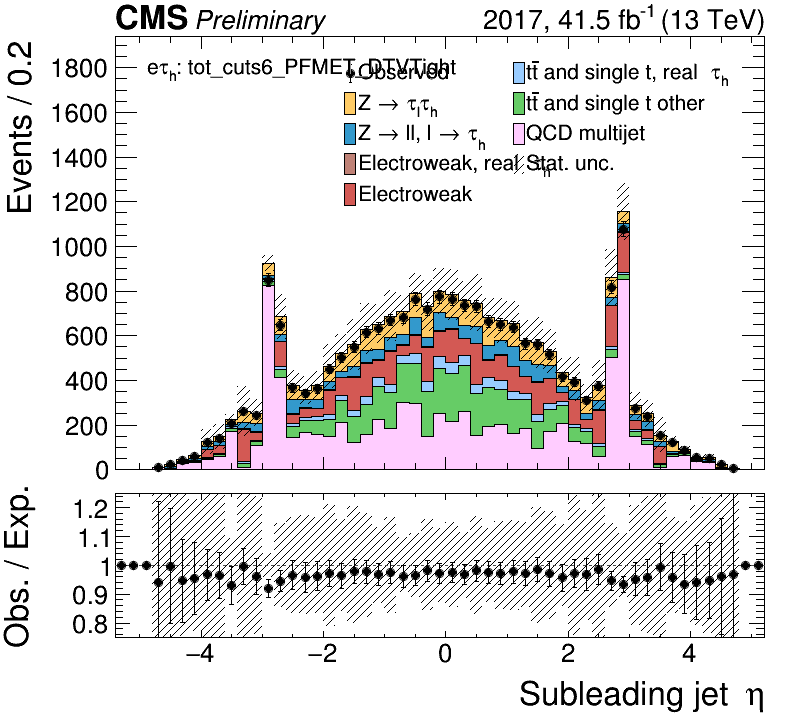 CMS Preliminary 2017, 41.5 fb⁻¹ (13 TeV)
Events / 0.2
1800
1600
1400
1200
1000
800
600
400
200
0
eτₕ: tot_cuts6_PFMET_DTVTight
Observed
Z → τₗτₕ
Z → ll, l → τₕ
Electroweak, real τₕ
Electroweak
tt̄ and single t, real τₕ
tt̄ and single t other
QCD multijet
Stat. unc.
Obs. / Exp.
1.2
1.1
1
0.9
0.8
−4 −2 0 2 4
Subleading jet η